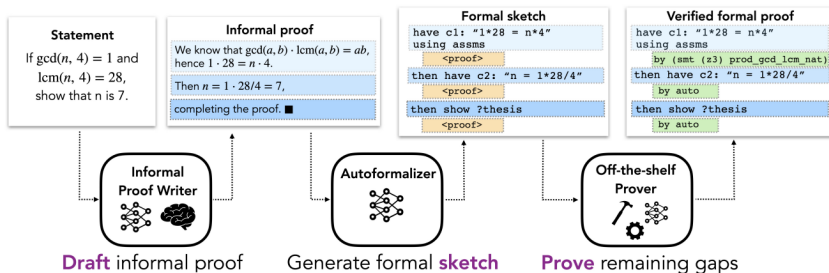 Statement
If gcd(n, 4) = 1 and
lcm(n, 4) = 28,
show that n is 7.
Informal proof
We know that gcd(a, b) · lcm(a, b) = ab,
hence 1 · 28 = n · 4.
Then n = 1 · 28/4 = 7,
completing the proof. ■
Formal sketch
have c1: "1*28 = n*4"
using assms
<proof>
then have c2: "n = 1*28/4"
<proof>
then show ?thesis
<proof>
Verified formal proof
have c1: "1*28 = n*4"
using assms
by (smt (z3) prod_gcd_lcm_nat)
then have c2: "n = 1*28/4"
by auto
then show ?thesis
by auto
Informal
Proof Writer
Autoformalizer
Off-the-shelf
Prover
Draft informal proof
Generate formal sketch
Prove remaining gaps